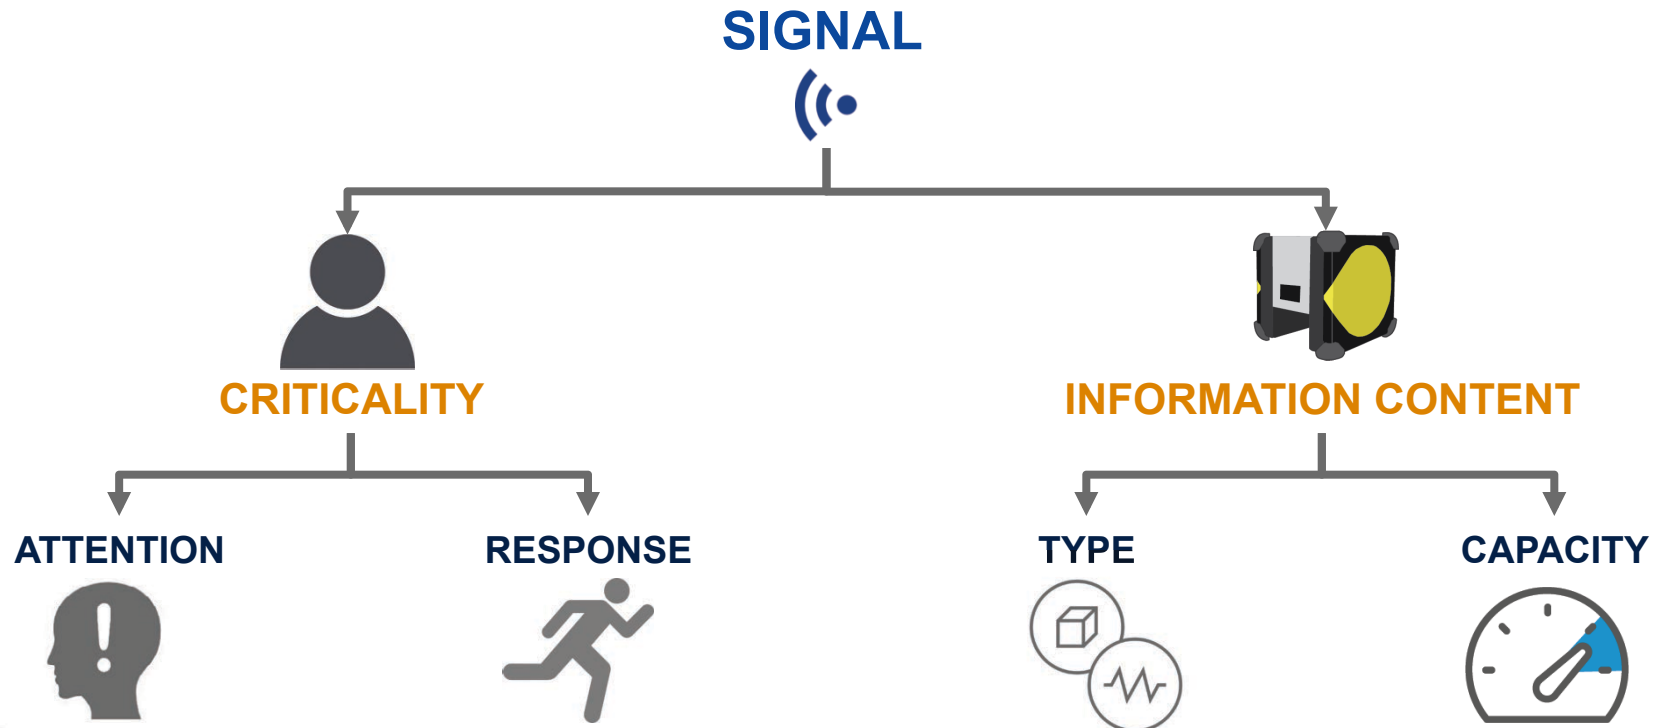 SIGNAL
CRITICALITY
INFORMATION CONTENT
ATTENTION
RESPONSE
TYPE
CAPACITY